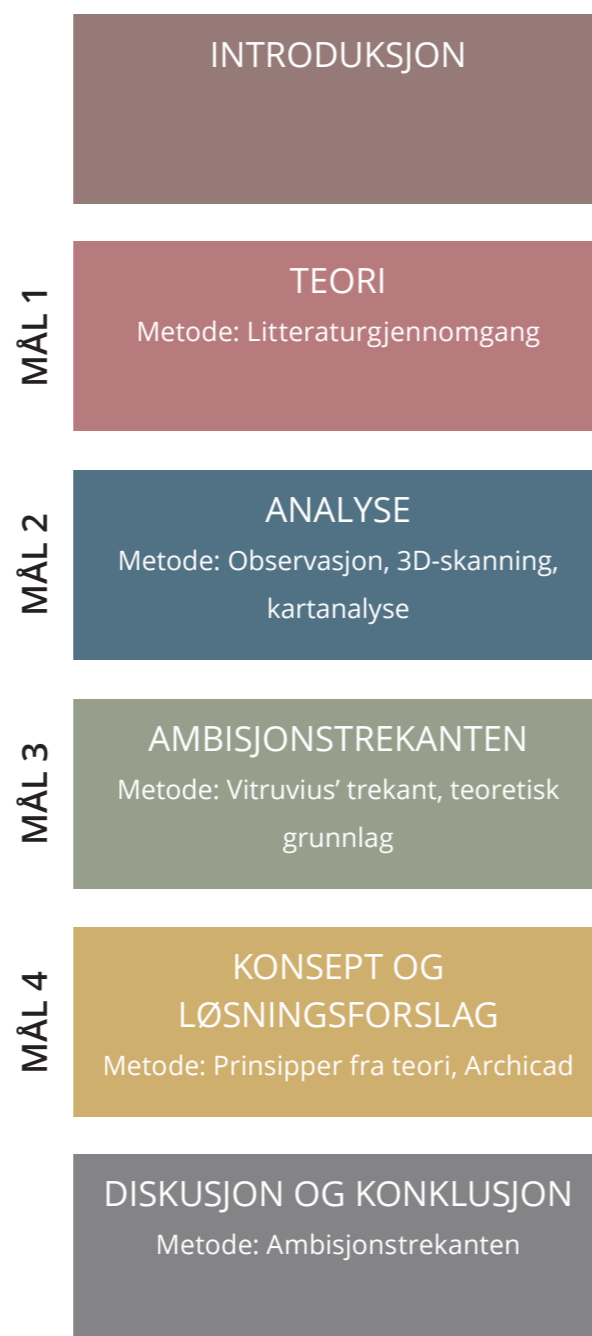 INTRODUKSJON
MÅL 1
TEORI
Metode: Litteraturgjennomgang
MÅL 2
ANALYSE
Metode: Observasjon, 3D-skanning,
kartanalyse
MÅL 3
AMBISJONSTREKANTEN
Metode: Vitruvius’ trekant, teoretisk
grunnlag
MÅL 4
KONSEPT OG
LØSNINGSFORSLAG
Metode: Prinsipper fra teori, Archicad
DISKUSJON OG KONKLUSJON
Metode: Ambisjonstrekanten